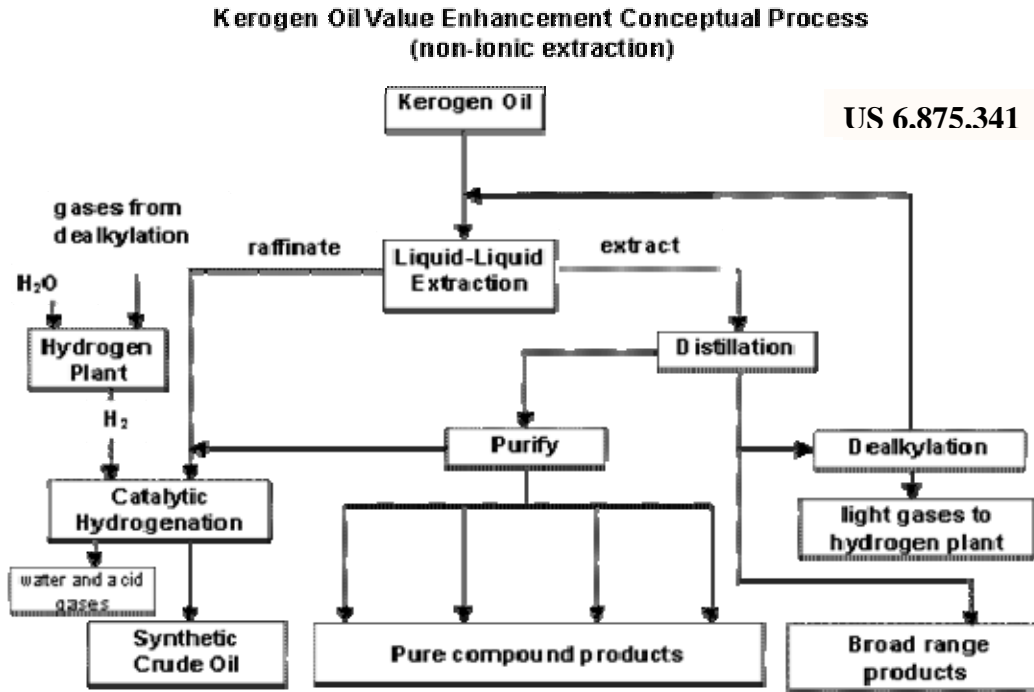 Kerogen Oil Value Enhancement Conceptual Process
(non-ionic extraction)
Kerogen Oil
US 6,875,341
gases from
dealkylation
raffinate
Liquid-Liquid
Extraction
extract
H₂O
Hydrogen
Plant
Distillation
H₂
Purify
Dealkylation
Catalytic
Hydrogenation
light gases to
hydrogen plant
water and acid
gases
Synthetic
Crude Oil
Pure compound products
Broad range
products